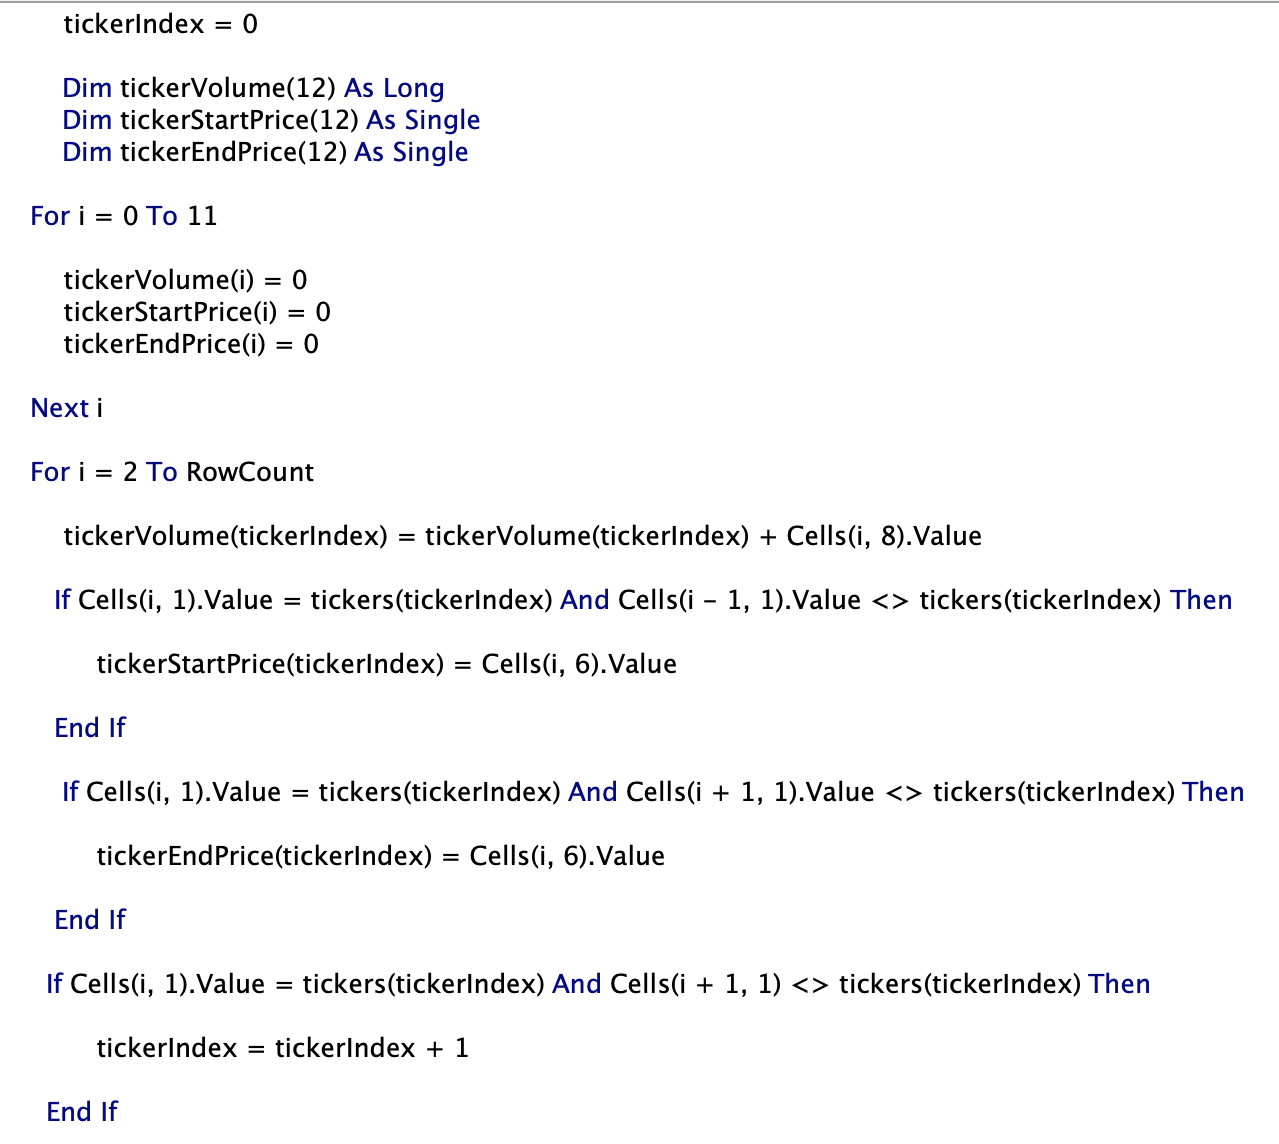 tickerIndex = 0
Dim tickerVolume(12) As Long
Dim tickerStartPrice(12) As Single
Dim tickerEndPrice(12) As Single
For i = 0 To 11
tickerVolume(i) = 0
tickerStartPrice(i) = 0
tickerEndPrice(i) = 0
Next i
For i = 2 To RowCount
tickerVolume(tickerIndex) = tickerVolume(tickerIndex) + Cells(i, 8).Value
If Cells(i, 1).Value = tickers(tickerIndex) And Cells(i - 1, 1).Value <> tickers(tickerIndex) Then
tickerStartPrice(tickerIndex) = Cells(i, 6).Value
End If
If Cells(i, 1).Value = tickers(tickerIndex) And Cells(i + 1, 1).Value <> tickers(tickerIndex) Then
tickerEndPrice(tickerIndex) = Cells(i, 6).Value
End If
If Cells(i, 1).Value = tickers(tickerIndex) And Cells(i + 1, 1) <> tickers(tickerIndex) Then
tickerIndex = tickerIndex + 1
End If